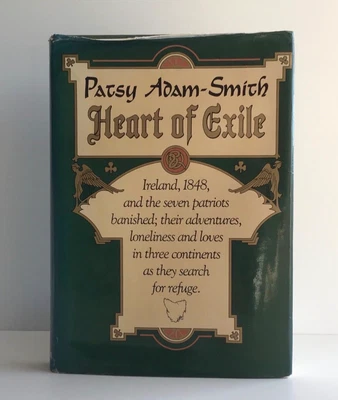 Patsy Adam-Smith
Heart of Exile
Ireland, 1848,
and the seven patriots
banished; their adventures,
loneliness and loves
in three continents
as they search
for refuge.